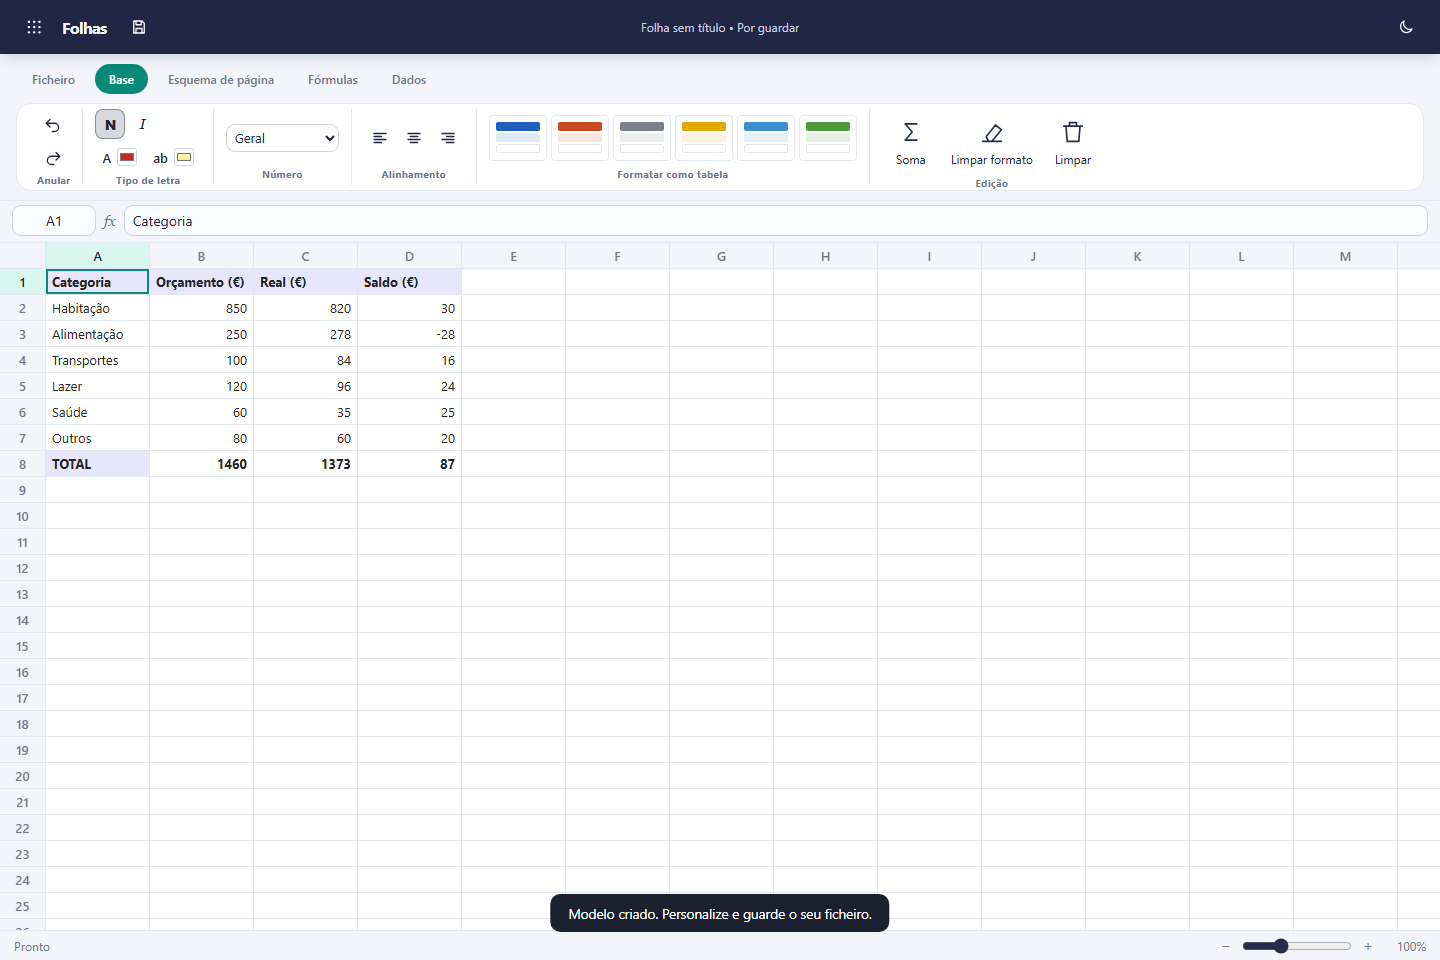 Folhas
Folha sem título • Por guardar
Ficheiro
Base
Esquema de página
Fórmulas
Dados
N
I
A
ab
Anular
Tipo de letra
Geral
Número
Alinhamento
Formatar como tabela
Soma
Limpar formato
Limpar
Edição
A1
fx
Categoria
A B C D E F G H I J K L M
1 Categoria Orçamento (€) Real (€) Saldo (€)
2 Habitação 850 820 30
3 Alimentação 250 278 -28
4 Transportes 100 84 16
5 Lazer 120 96 24
6 Saúde 60 35 25
7 Outros 80 60 20
8 TOTAL 1460 1373 87
9
10
11
12
13
14
15
16
17
18
19
20
21
22
23
24
25
Modelo criado. Personalize e guarde o seu ficheiro.
Pronto
− + 100%